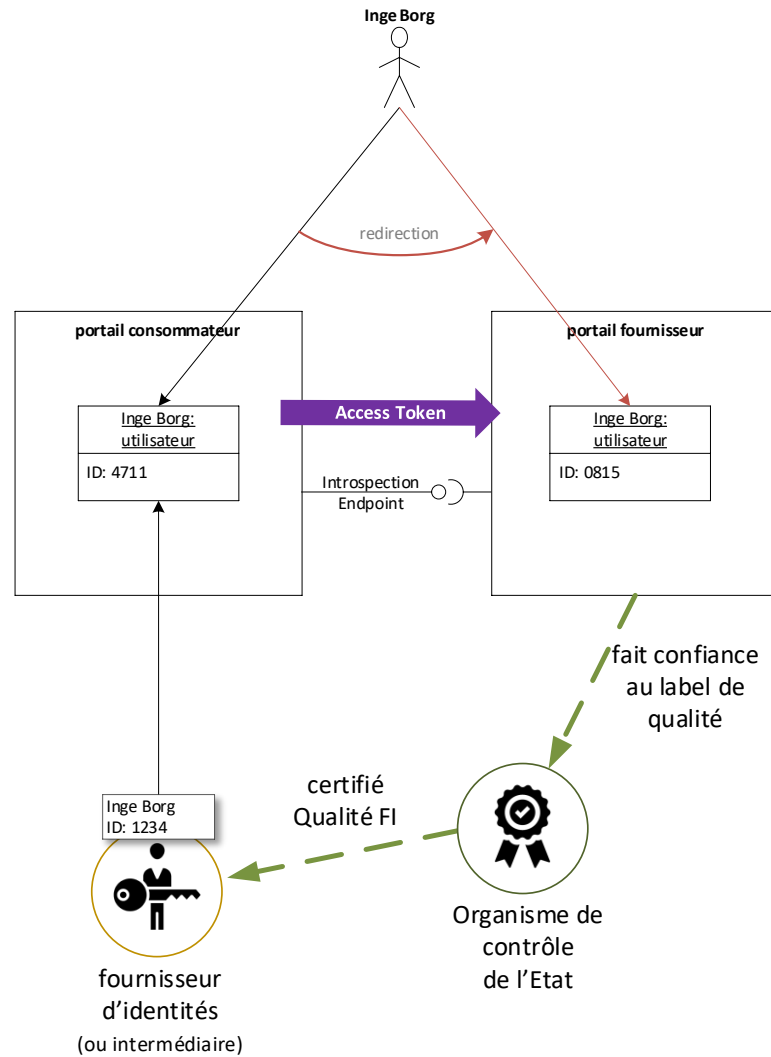 Inge Borg
redirection
portail consommateur
portail fournisseur
Inge Borg:
utilisateur
ID: 4711
Access Token
Inge Borg:
utilisateur
ID: 0815
Introspection
Endpoint
fait confiance
au label de
qualité
certifié
Qualité FI
Inge Borg
ID: 1234
Organisme de
contrôle
de l’Etat
fournisseur
d’identités
(ou intermédiaire)